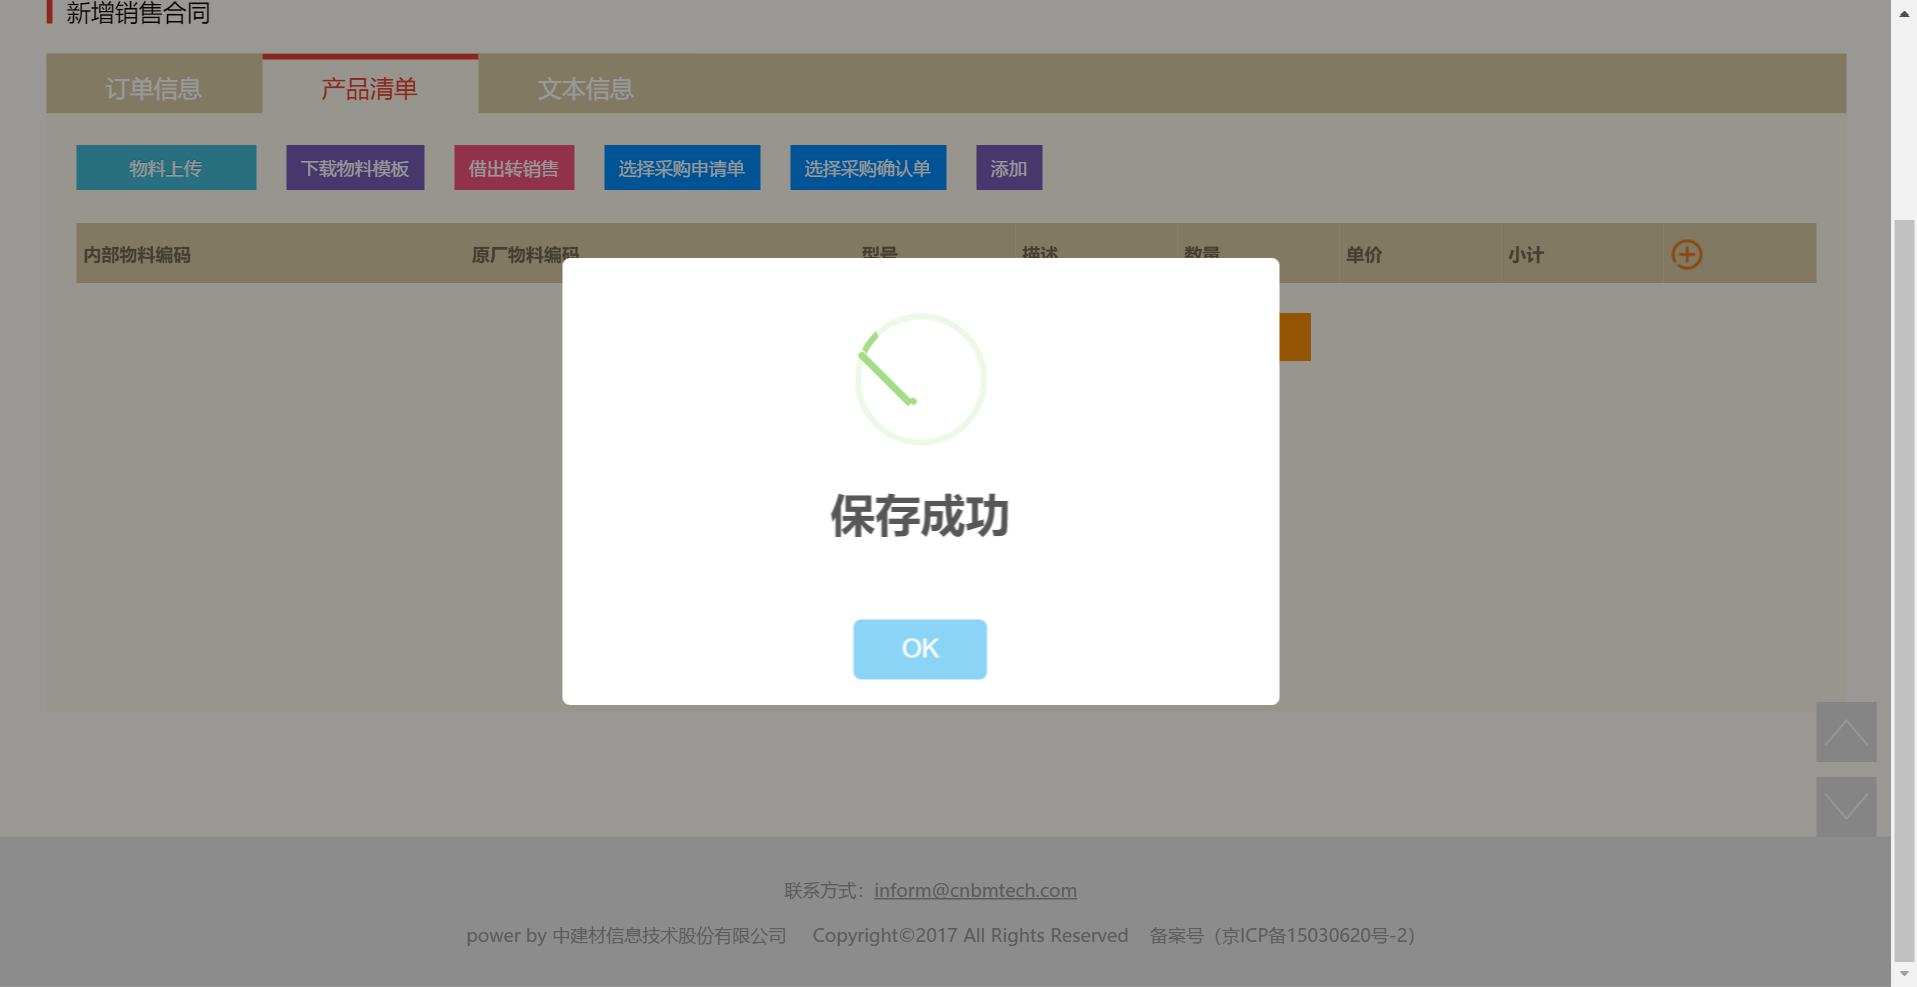 新增销售合同
订单信息 产品清单 文本信息
物料上传 下载物料模板 借出转销售 选择采购申请单 选择采购确认单 添加
内部物料编码 原厂物料编码 型号 描述 数量 单价 小计
保存成功
OK
联系方式：inform@cnbmtech.com
power by 中建材信息技术股份有限公司 Copyright©2017 All Rights Reserved 备案号（京ICP备15030620号-2）